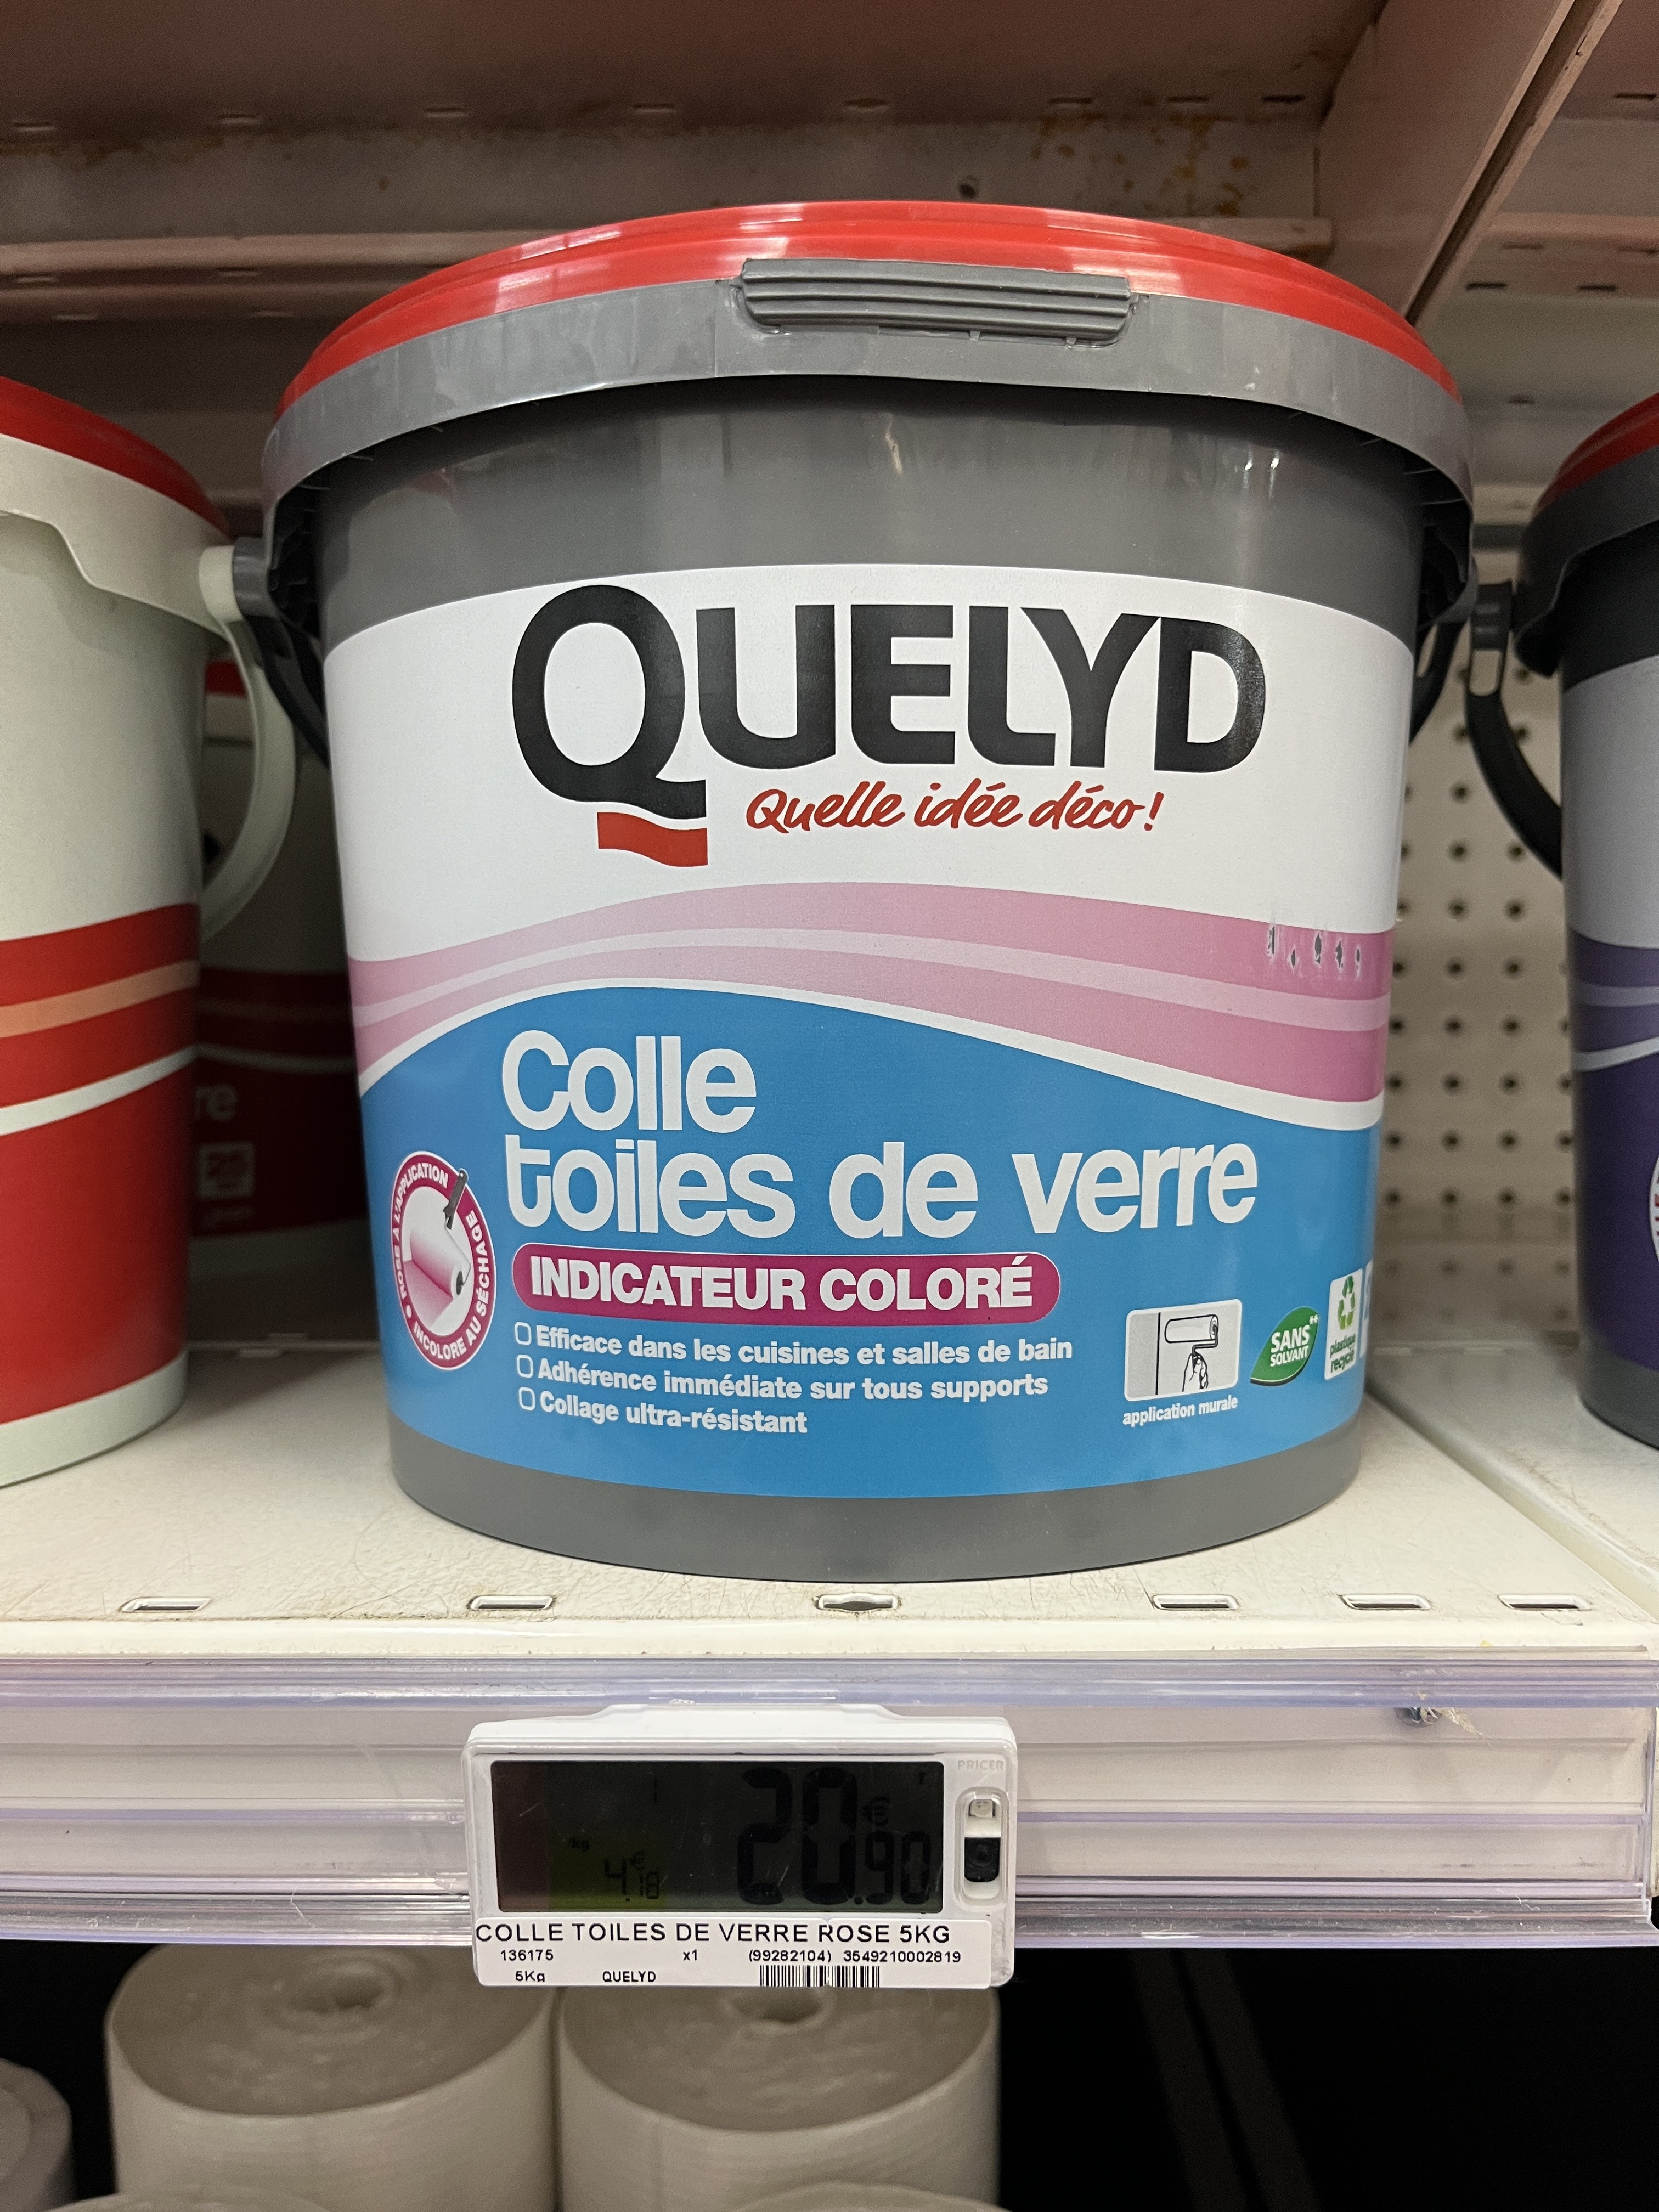 QUELYD
Quelle idée déco !
Colle
toiles de verre
INDICATEUR COLORÉ
Efficace dans les cuisines et salles de bain
Adhérence immédiate sur tous supports
Collage ultra-résistant
ROSE À L'APPLICATION
INCOLORE AU SÉCHAGE
application murale
SANS
SOLVANT**
plastique
recyclé
re
PRICER
20€.90
/kg
4€.18
COLLE TOILES DE VERRE ROSE 5KG
136175 x1 (99282104) 3549210002819
5Kg QUELYD